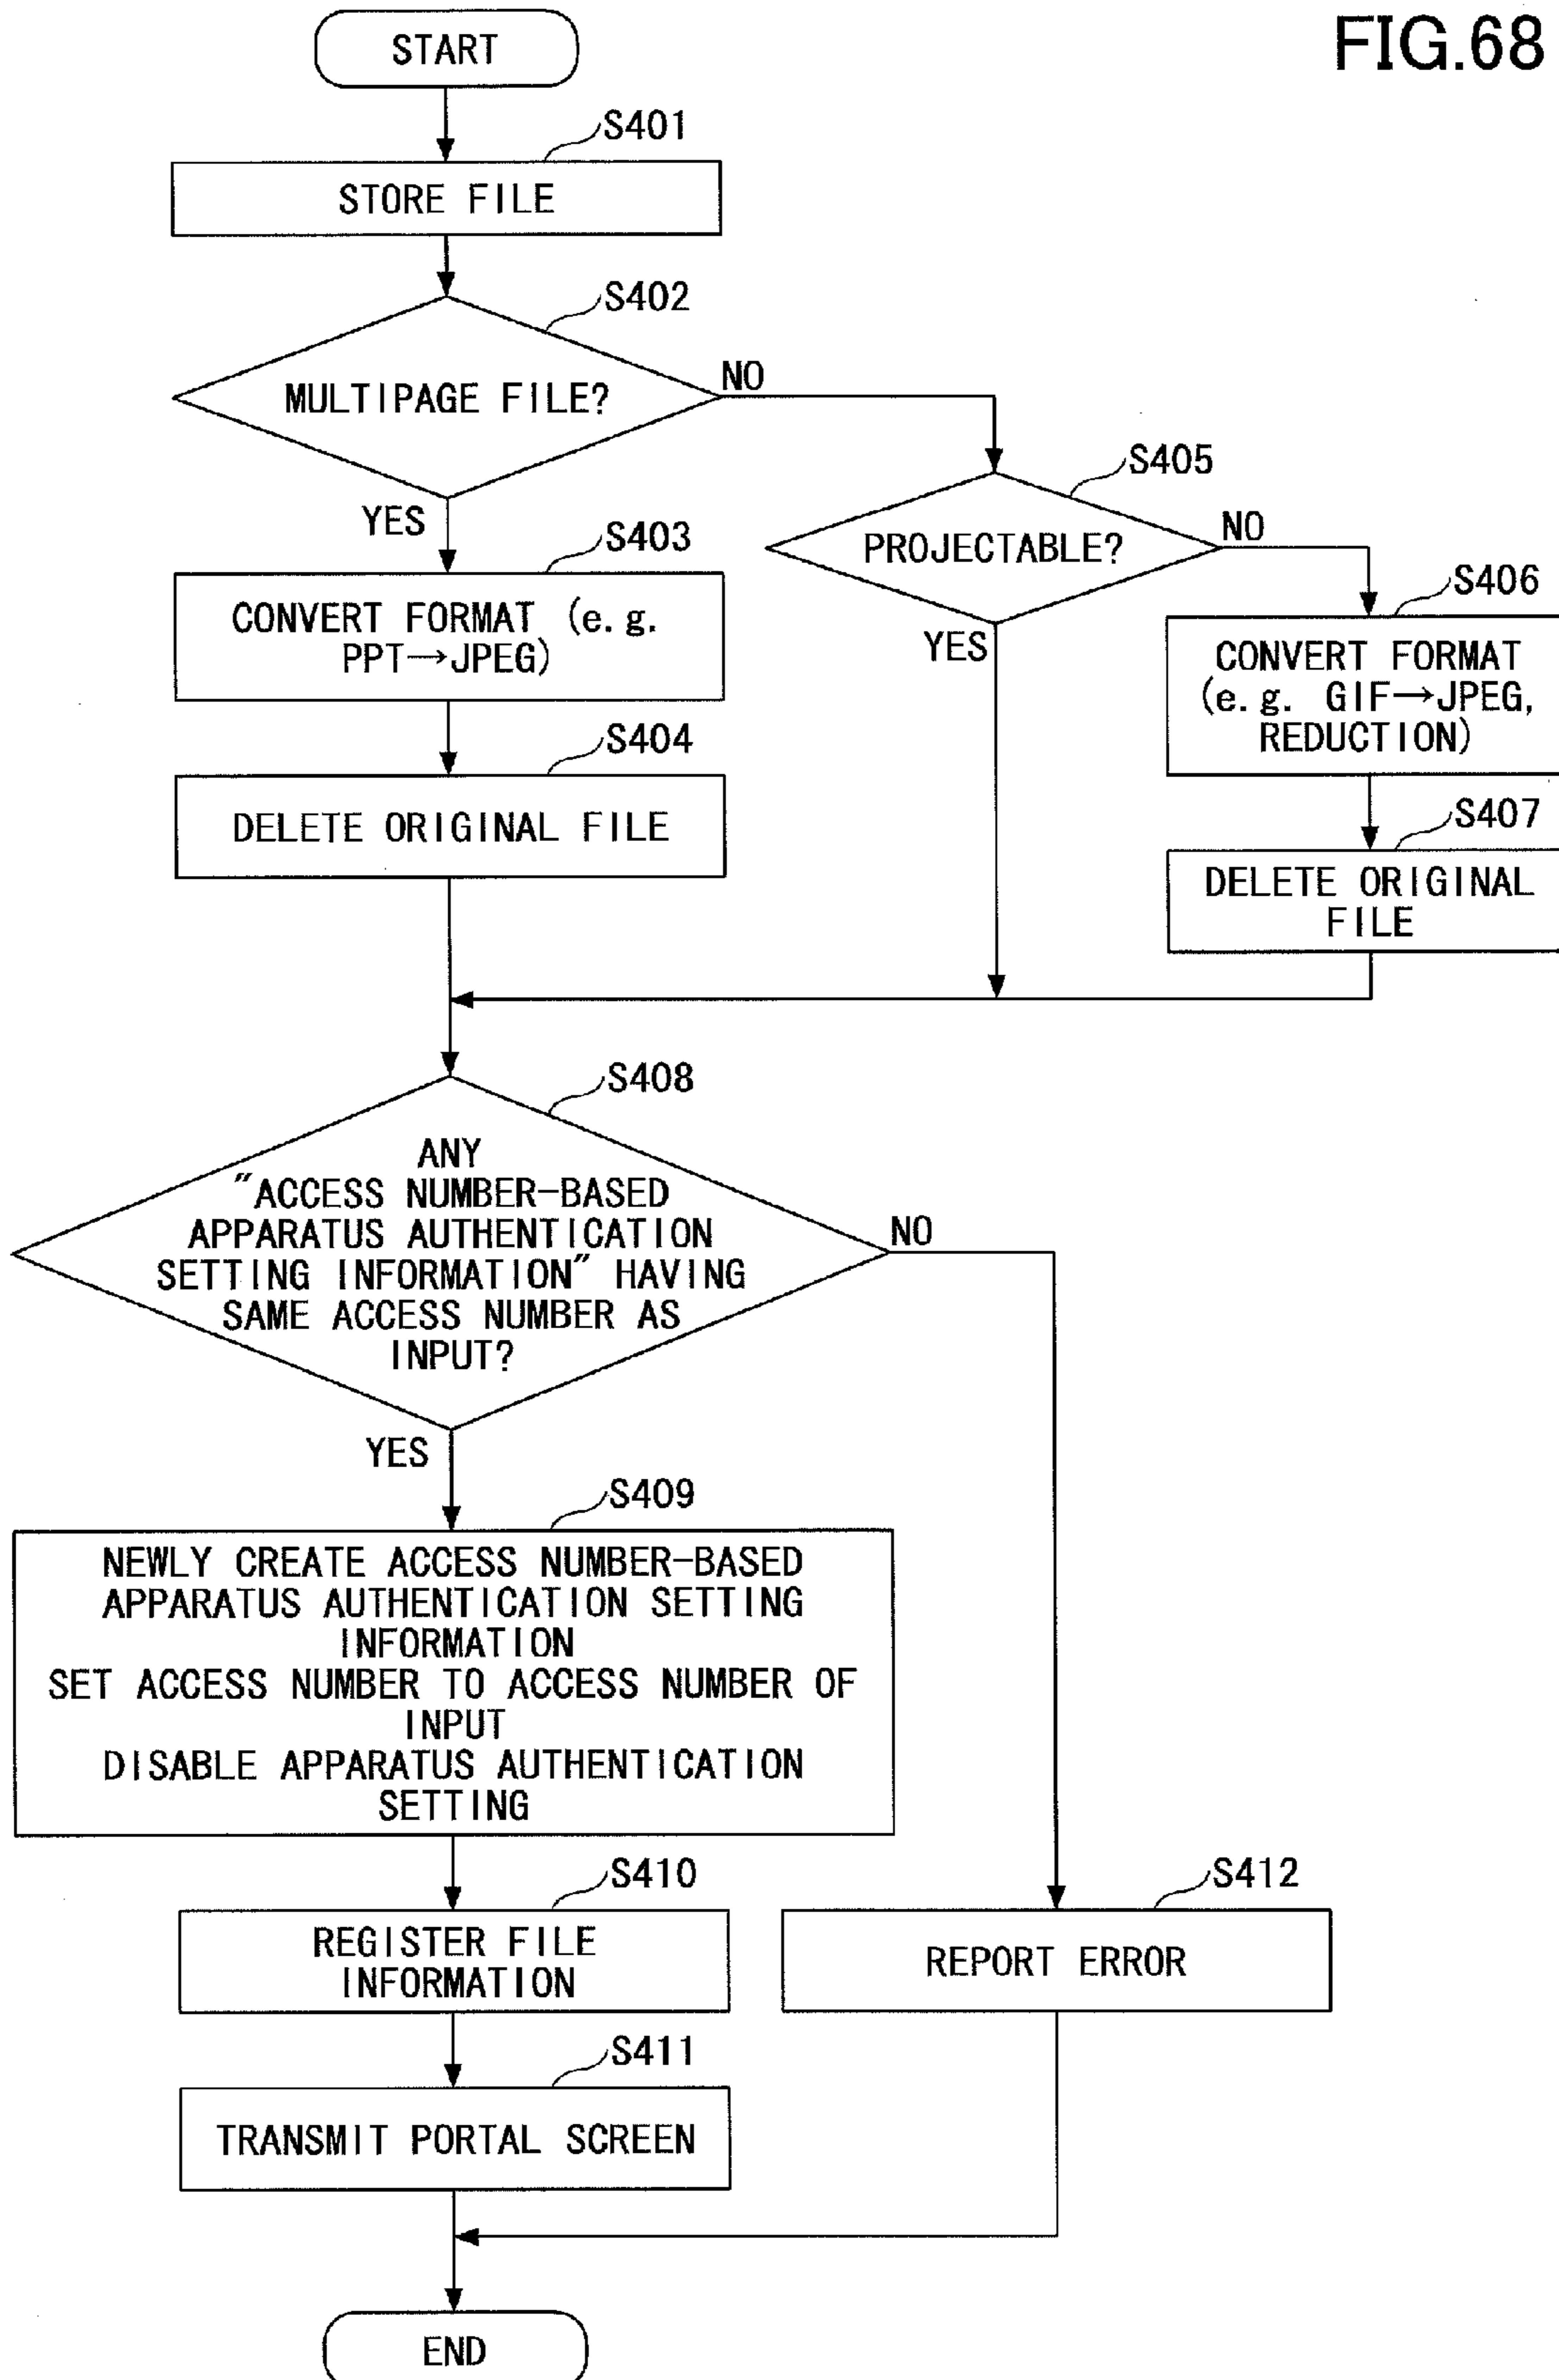 FIG.68
START
S401
STORE FILE
S402
MULTIPAGE FILE?
NO
YES
S403
CONVERT FORMAT (e.g.
PPT→JPEG)
S404
DELETE ORIGINAL FILE
S405
PROJECTABLE?
NO
YES
S406
CONVERT FORMAT
(e.g. GIF→JPEG,
REDUCTION)
S407
DELETE ORIGINAL
FILE
S408
ANY
"ACCESS NUMBER-BASED
APPARATUS AUTHENTICATION
SETTING INFORMATION" HAVING
SAME ACCESS NUMBER AS
INPUT?
NO
YES
S409
NEWLY CREATE ACCESS NUMBER-BASED
APPARATUS AUTHENTICATION SETTING
INFORMATION
SET ACCESS NUMBER TO ACCESS NUMBER OF
INPUT
DISABLE APPARATUS AUTHENTICATION
SETTING
S410
REGISTER FILE
INFORMATION
S411
TRANSMIT PORTAL SCREEN
S412
REPORT ERROR
END